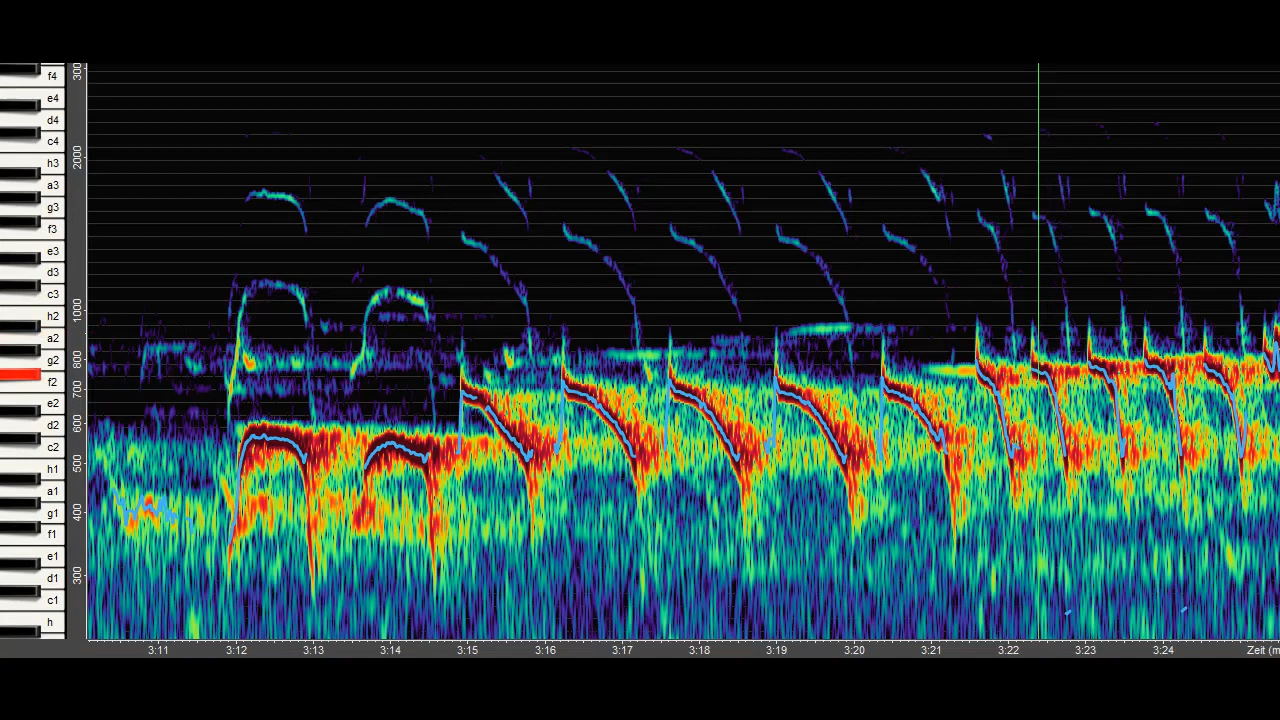 f4
e4
d4
c4
h3
a3
g3
f3
e3
d3
c3
h2
a2
g2
f2
e2
d2
c2
h1
a1
g1
f1
e1
d1
c1
h
300
2000
1000
800
700
600
500
400
300
3:11 3:12 3:13 3:14 3:15 3:16 3:17 3:18 3:19 3:20 3:21 3:22 3:23 3:24 Zeit (m